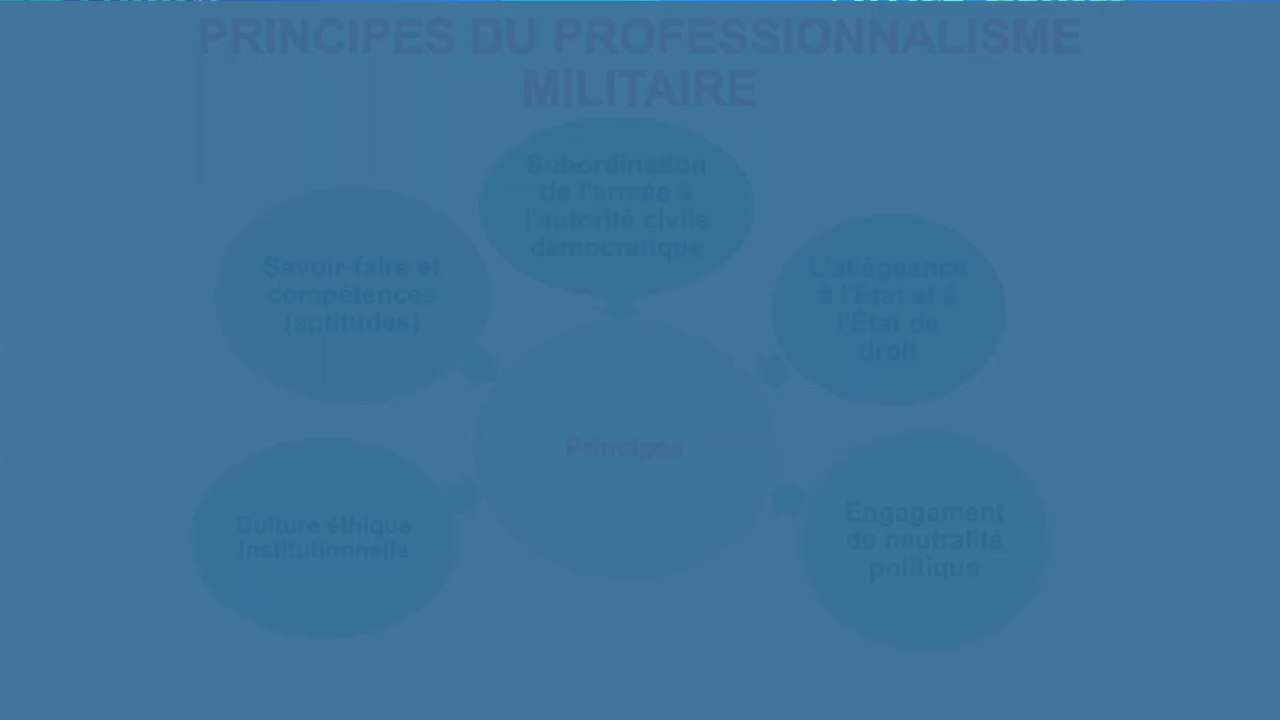 PRINCIPES DU PROFESSIONNALISME
MILITAIRE
Subordination
de l'armée à
l'autorité civile
démocratique
Savoir-faire et
compétences
(aptitudes)
L'allégeance
à l'État et à
l'État de
droit
Principes
Culture éthique
institutionnelle
Engagement
de neutralité
politique